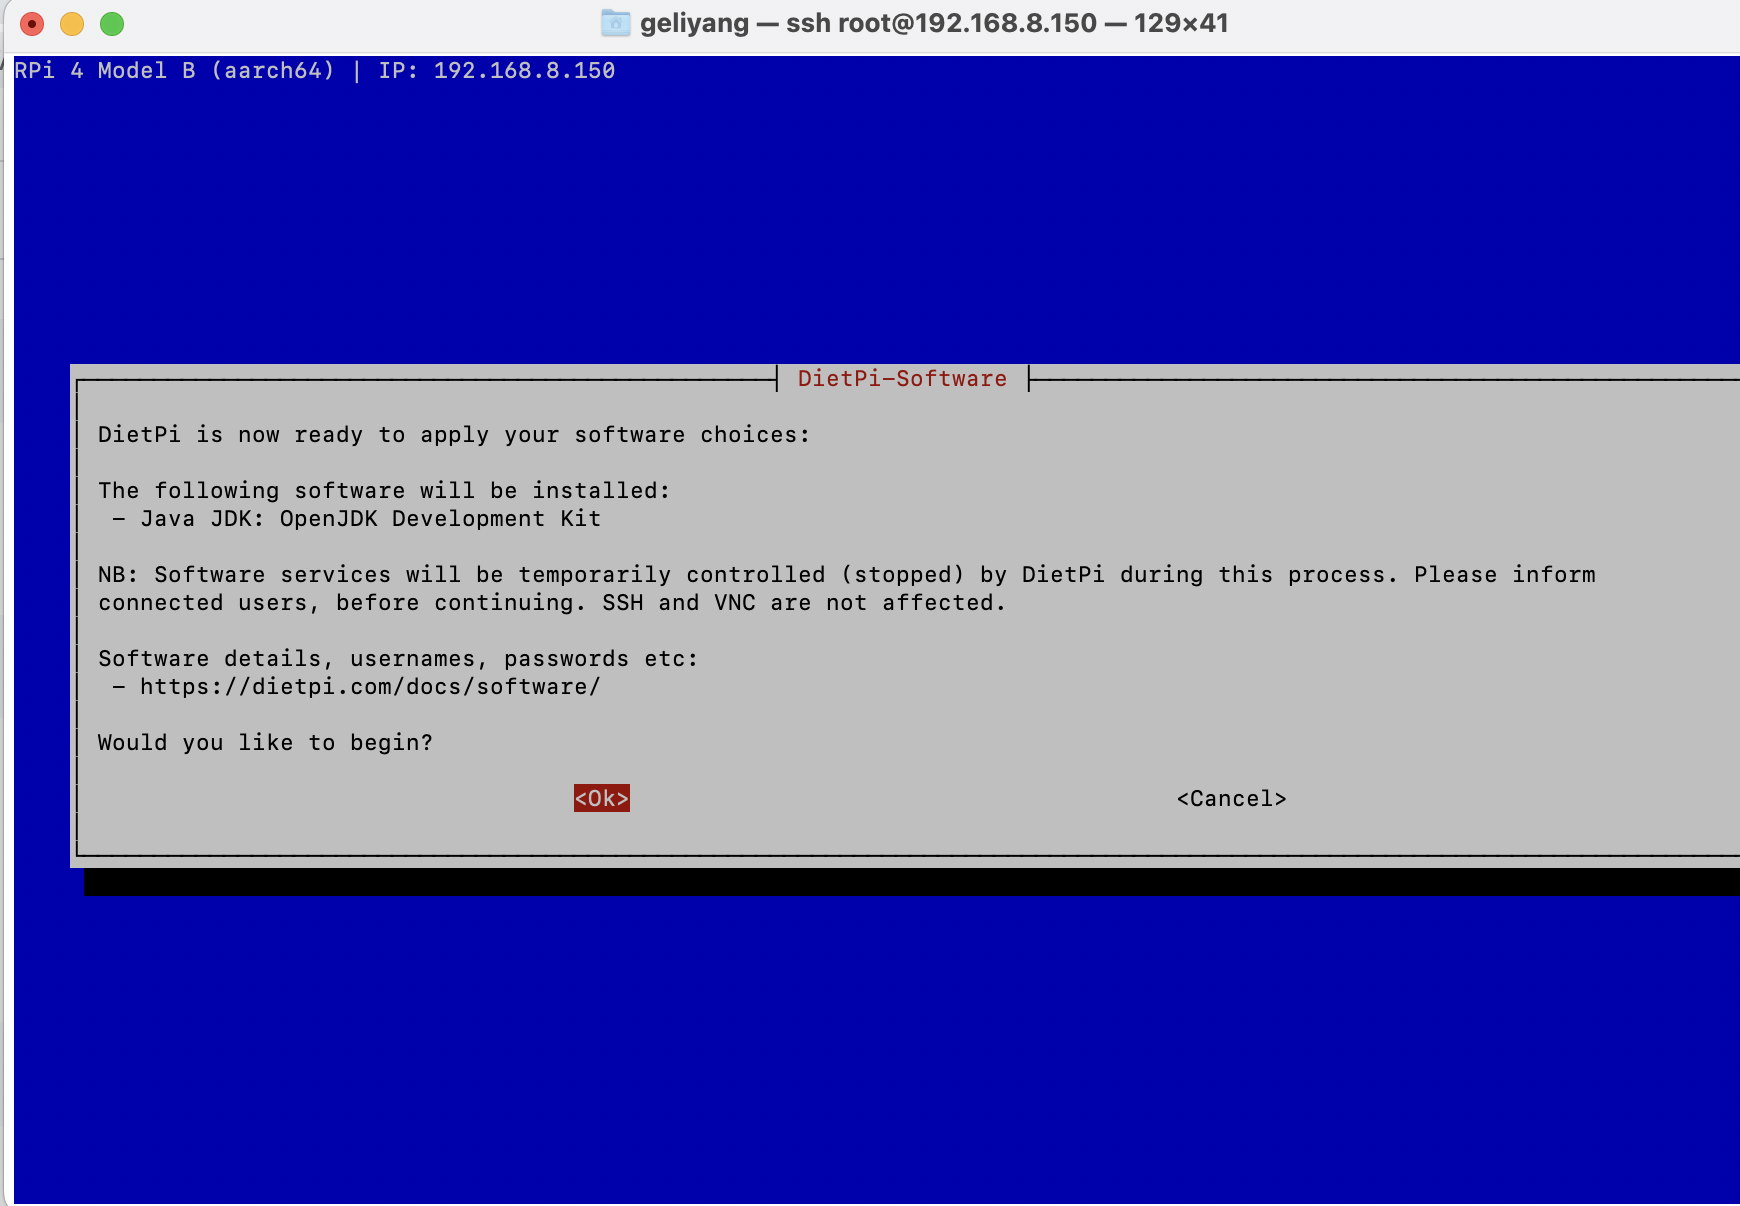 geliyang — ssh root@192.168.8.150 — 129×41
RPi 4 Model B (aarch64) | IP: 192.168.8.150
DietPi-Software
DietPi is now ready to apply your software choices:
The following software will be installed:
– Java JDK: OpenJDK Development Kit
NB: Software services will be temporarily controlled (stopped) by DietPi during this process. Please inform
connected users, before continuing. SSH and VNC are not affected.
Software details, usernames, passwords etc:
– https://dietpi.com/docs/software/
Would you like to begin?
<Ok> <Cancel>